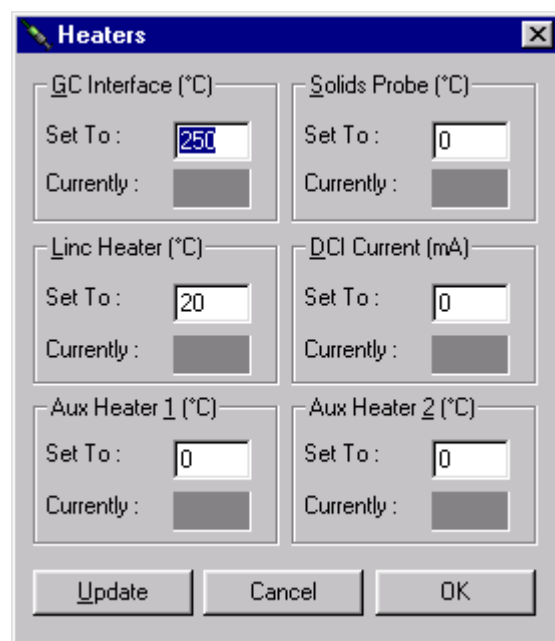 Heaters
GC Interface (°C)
Set To :
250
Currently :
Solids Probe (°C)
Set To :
0
Currently :
Linc Heater (°C)
Set To :
20
Currently :
DCI Current (mA)
Set To :
0
Currently :
Aux Heater 1 (°C)
Set To :
0
Currently :
Aux Heater 2 (°C)
Set To :
0
Currently :
Update
Cancel
OK